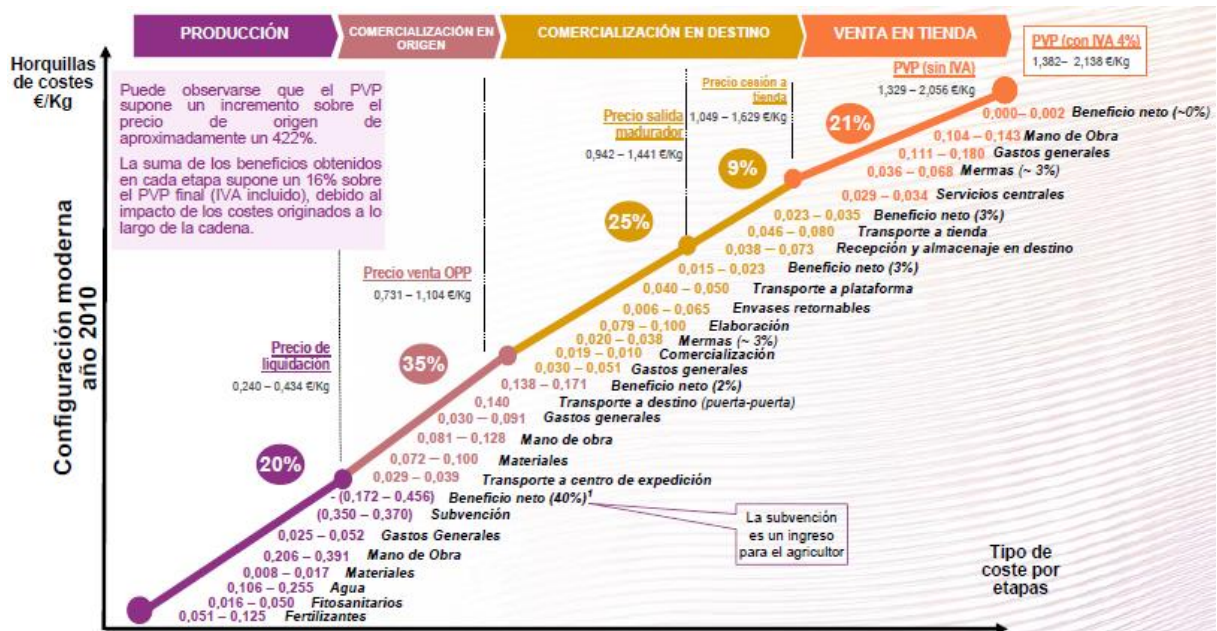 PRODUCCIÓN
COMERCIALIZACIÓN EN
ORIGEN
COMERCIALIZACIÓN EN DESTINO
VENTA EN TIENDA
Horquillas
de costes
€/Kg
Configuración moderna
año 2010
Puede observarse que el PVP
supone un incremento sobre el
precio de origen de
aproximadamente un 422%.
La suma de los beneficios obtenidos
en cada etapa supone un 16% sobre
el PVP final (IVA incluido), debido al
impacto de los costes originados a lo
largo de la cadena.
PVP (con IVA 4%)
1,382– 2,138 €/Kg
PVP (sin IVA)
1,329 – 2,056 €/Kg
Precio cesión a
tienda
1,049 – 1,629 €/Kg
Precio salida
madurador
0,942 – 1,441 €/Kg
Precio venta OPP
0,731 – 1,104 €/Kg
Precio de
liquidación
0,240 – 0,434 €/Kg
21%
9%
25%
35%
20%
0,000 – 0,002 Beneficio neto (~0%)
0,104 – 0,143 Mano de Obra
0,111 – 0,180 Gastos generales
0,036 – 0,068 Mermas (~ 3%)
0,029 – 0,034 Servicios centrales
0,023 – 0,035 Beneficio neto (3%)
0,046 – 0,080 Transporte a tienda
0,038 – 0,073 Recepción y almacenaje en destino
0,015 – 0,023 Beneficio neto (3%)
0,040 – 0,050 Transporte a plataforma
0,006 – 0,065 Envases retornables
0,079 – 0,100 Elaboración
0,020 – 0,038 Mermas (~ 3%)
0,019 – 0,010 Comercialización
0,030 – 0,051 Gastos generales
0,138 – 0,171 Beneficio neto (2%)
0,140 Transporte a destino (puerta-puerta)
0,030 – 0,091 Gastos generales
0,081 – 0,128 Mano de obra
0,072 – 0,100 Materiales
0,029 – 0,039 Transporte a centro de expedición
- (0,172 – 0,456) Beneficio neto (40%)¹
(0,350 – 0,370) Subvención
0,025 – 0,052 Gastos Generales
0,206 – 0,391 Mano de Obra
0,008 – 0,017 Materiales
0,106 – 0,255 Agua
0,016 – 0,050 Fitosanitarios
0,051 – 0,125 Fertilizantes
La subvención
es un ingreso
para el agricultor
Tipo de
coste por
etapas